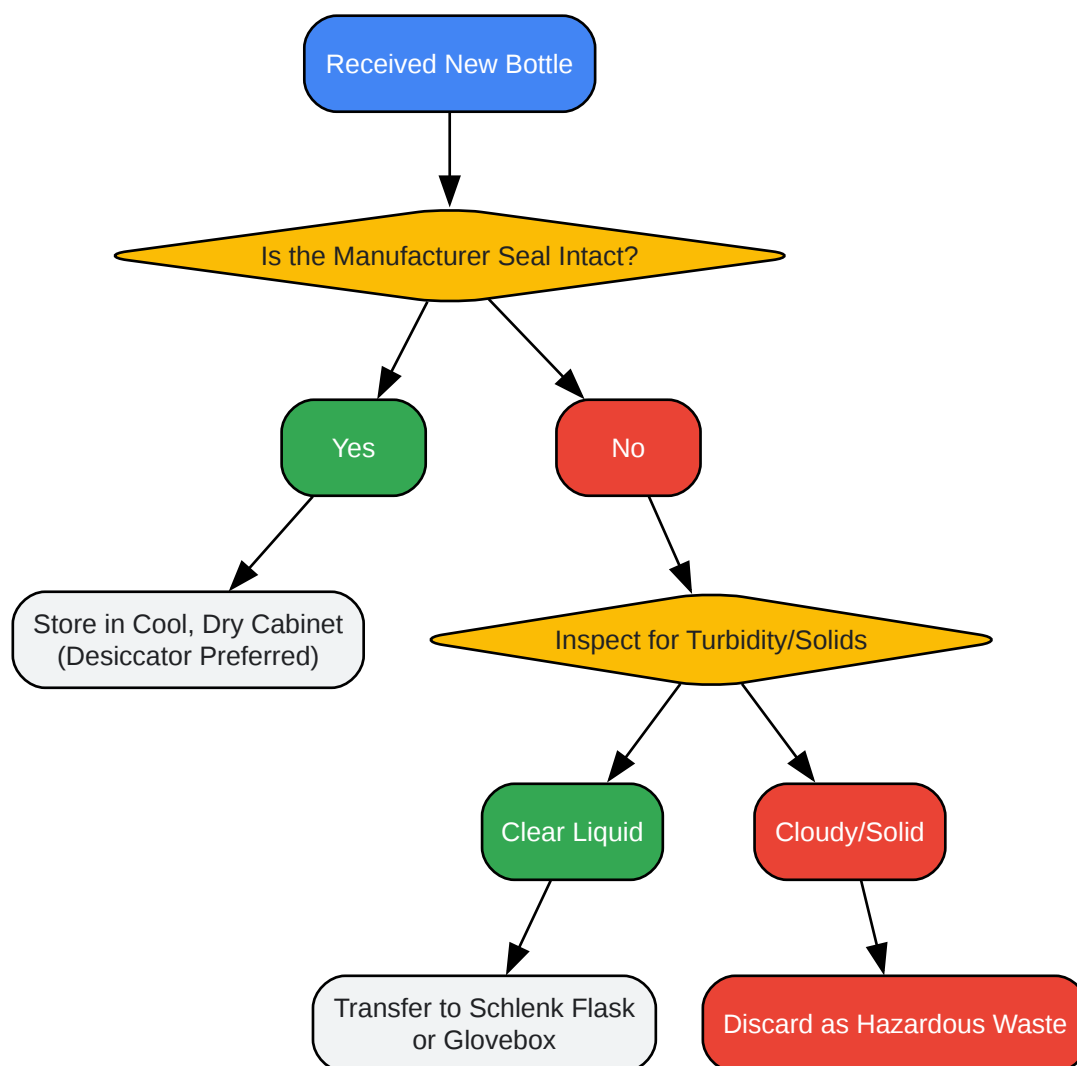 Received New Bottle
Is the Manufacturer Seal Intact?
Yes
No
Store in Cool, Dry Cabinet
(Desiccator Preferred)
Inspect for Turbidity/Solids
Clear Liquid
Cloudy/Solid
Transfer to Schlenk Flask
or Glovebox
Discard as Hazardous Waste